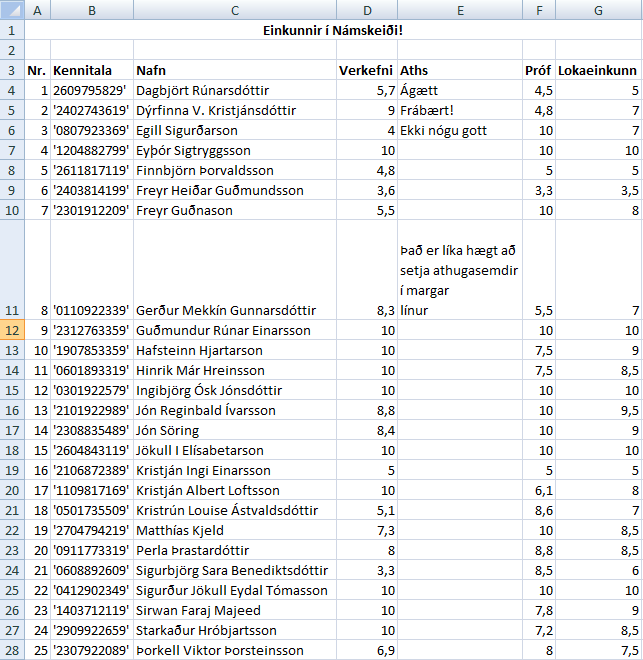 A B C D E F G
1 Einkunnir í Námskeiði!
2
3 Nr. Kennitala Nafn Verkefni Aths Próf Lokaeinkunn
4 1 2609795829' Dagbjört Rúnarsdóttir 5,7 Ágætt 4,5 5
5 2 '2402743619' Dýrfinna V. Kristjánsdóttir 9 Frábært! 4,8 7
6 3 '0807923369' Egill Sigurðarson 4 Ekki nógu gott 10 7
7 4 '1204882799' Eyþór Sigtryggsson 10 10 10
8 5 '2611817119' Finnbjörn Þorvaldsson 4,8 5 5
9 6 '2403814199' Freyr Heiðar Guðmundsson 3,6 3,3 3,5
10 7 '2301912209' Freyr Guðnason 5,5 10 8
Það er líka hægt að
setja athugasemdir
í margar
11 8 '0110922339' Gerður Mekkín Gunnarsdóttir 8,3 línur 5,5 7
12 9 '2312763359' Guðmundur Rúnar Einarsson 10 10 10
13 10 '1907853359' Hafsteinn Hjartarson 10 7,5 9
14 11 '0601893319' Hinrik Már Hreinsson 10 7,5 8,5
15 12 '0301922579' Ingibjörg Ósk Jónsdóttir 10 10 10
16 13 '2101922989' Jón Reginbald Ívarsson 8,8 10 9,5
17 14 '2308835489' Jón Söring 8,4 10 9
18 15 '2604843119' Jökull I Elísabetarson 10 10 10
19 16 '2106872389' Kristján Ingi Einarsson 5 5 5
20 17 '1109817169' Kristján Albert Loftsson 10 6,1 8
21 18 '0501735509' Kristrún Louise Ástvaldsdóttir 5,1 8,6 7
22 19 '2704794219' Matthías Kjeld 7,3 10 8,5
23 20 '0911773319' Perla Þrastardóttir 8 8,8 8,5
24 21 '0608892609' Sigurbjörg Sara Benediktsdóttir 3,3 8,5 6
25 22 '0412902349' Sigurður Jökull Eydal Tómasson 10 10 10
26 23 '1403712119' Sirwan Faraj Majeed 10 7,8 9
27 24 '2909922659' Starkaður Hróbjartsson 10 7,2 8,5
28 25 '2307922089' Þorkell Viktor Þorsteinsson 6,9 8 7,5